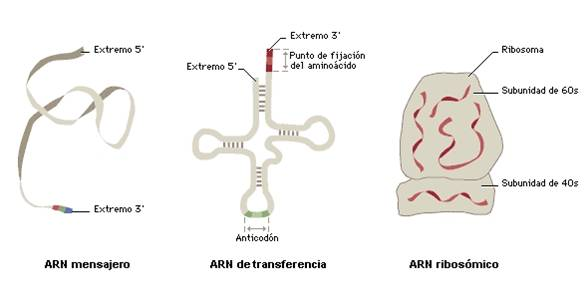 Extremo 5'
Extremo 3'
ARN mensajero
Extremo 3'
Punto de fijación
del aminoácido
Extremo 5'
Anticodón
ARN de transferencia
Ribosoma
Subunidad de 60s
Subunidad de 40s
ARN ribosómico